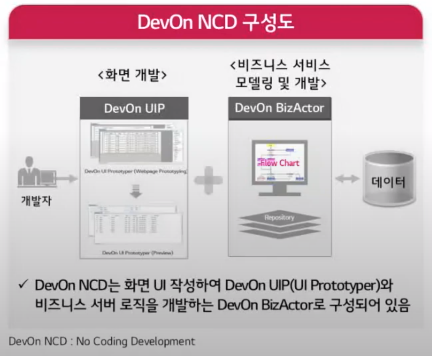 DevOn NCD 구성도
<화면 개발>
<비즈니스 서비스
모델링 및 개발>
DevOn UIP
DevOn BizActor
DevOn UI Prototyper (Webpage Prototyping)
Flow Chart
개발자
데이터
Repository
DevOn UI Prototyper (Preview)
✓ DevOn NCD는 화면 UI 작성하여 DevOn UIP(UI Prototyper)와
비즈니스 서버 로직을 개발하는 DevOn BizActor로 구성되어 있음
DevOn NCD : No Coding Development